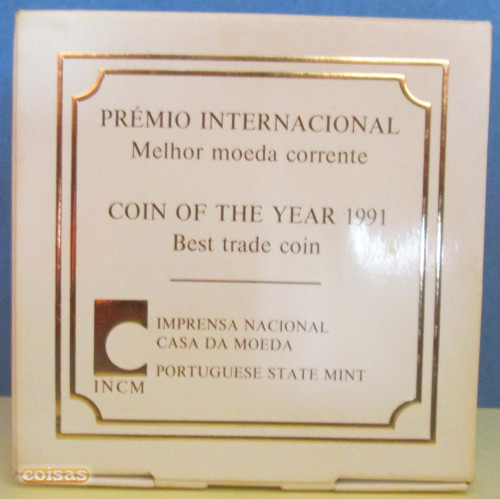 PRÉMIO INTERNACIONAL
Melhor moeda corrente
COIN OF THE YEAR 1991
Best trade coin
IMPRENSA NACIONAL
CASA DA MOEDA
PORTUGUESE STATE MINT
INCM
coisas